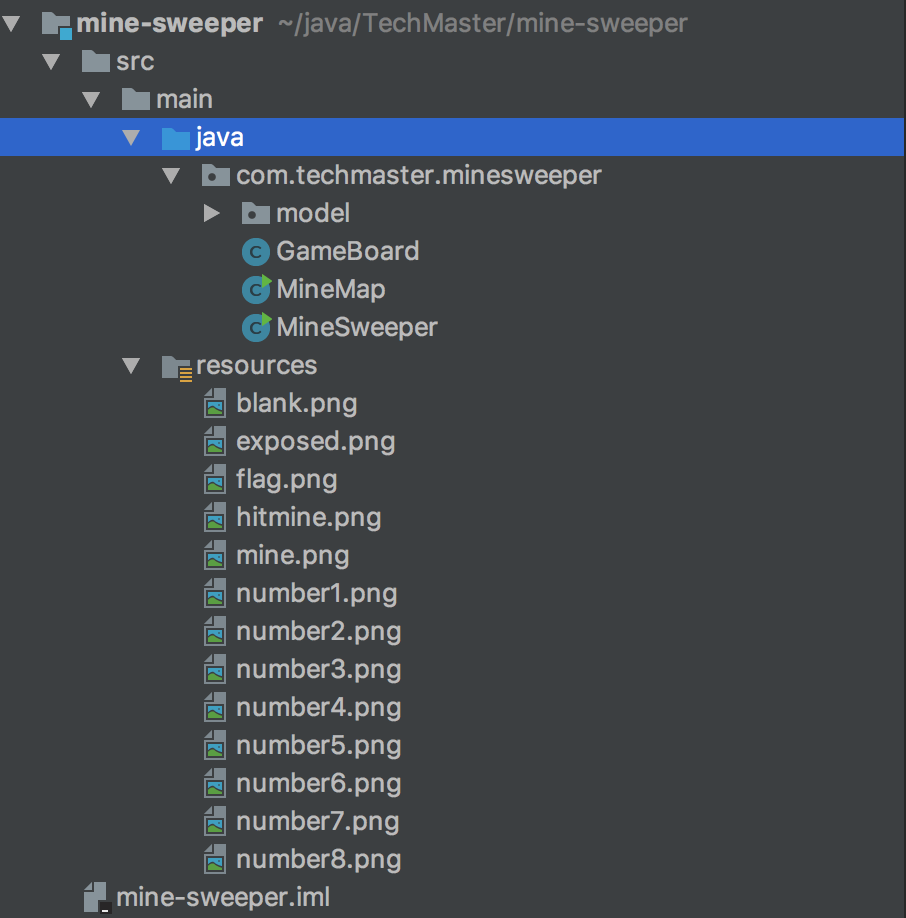 mine-sweeper ~/java/TechMaster/mine-sweeper
src
main
java
com.techmaster.minesweeper
model
C GameBoard
C MineMap
C MineSweeper
resources
blank.png
exposed.png
flag.png
hitmine.png
mine.png
number1.png
number2.png
number3.png
number4.png
number5.png
number6.png
number7.png
number8.png
mine-sweeper.iml